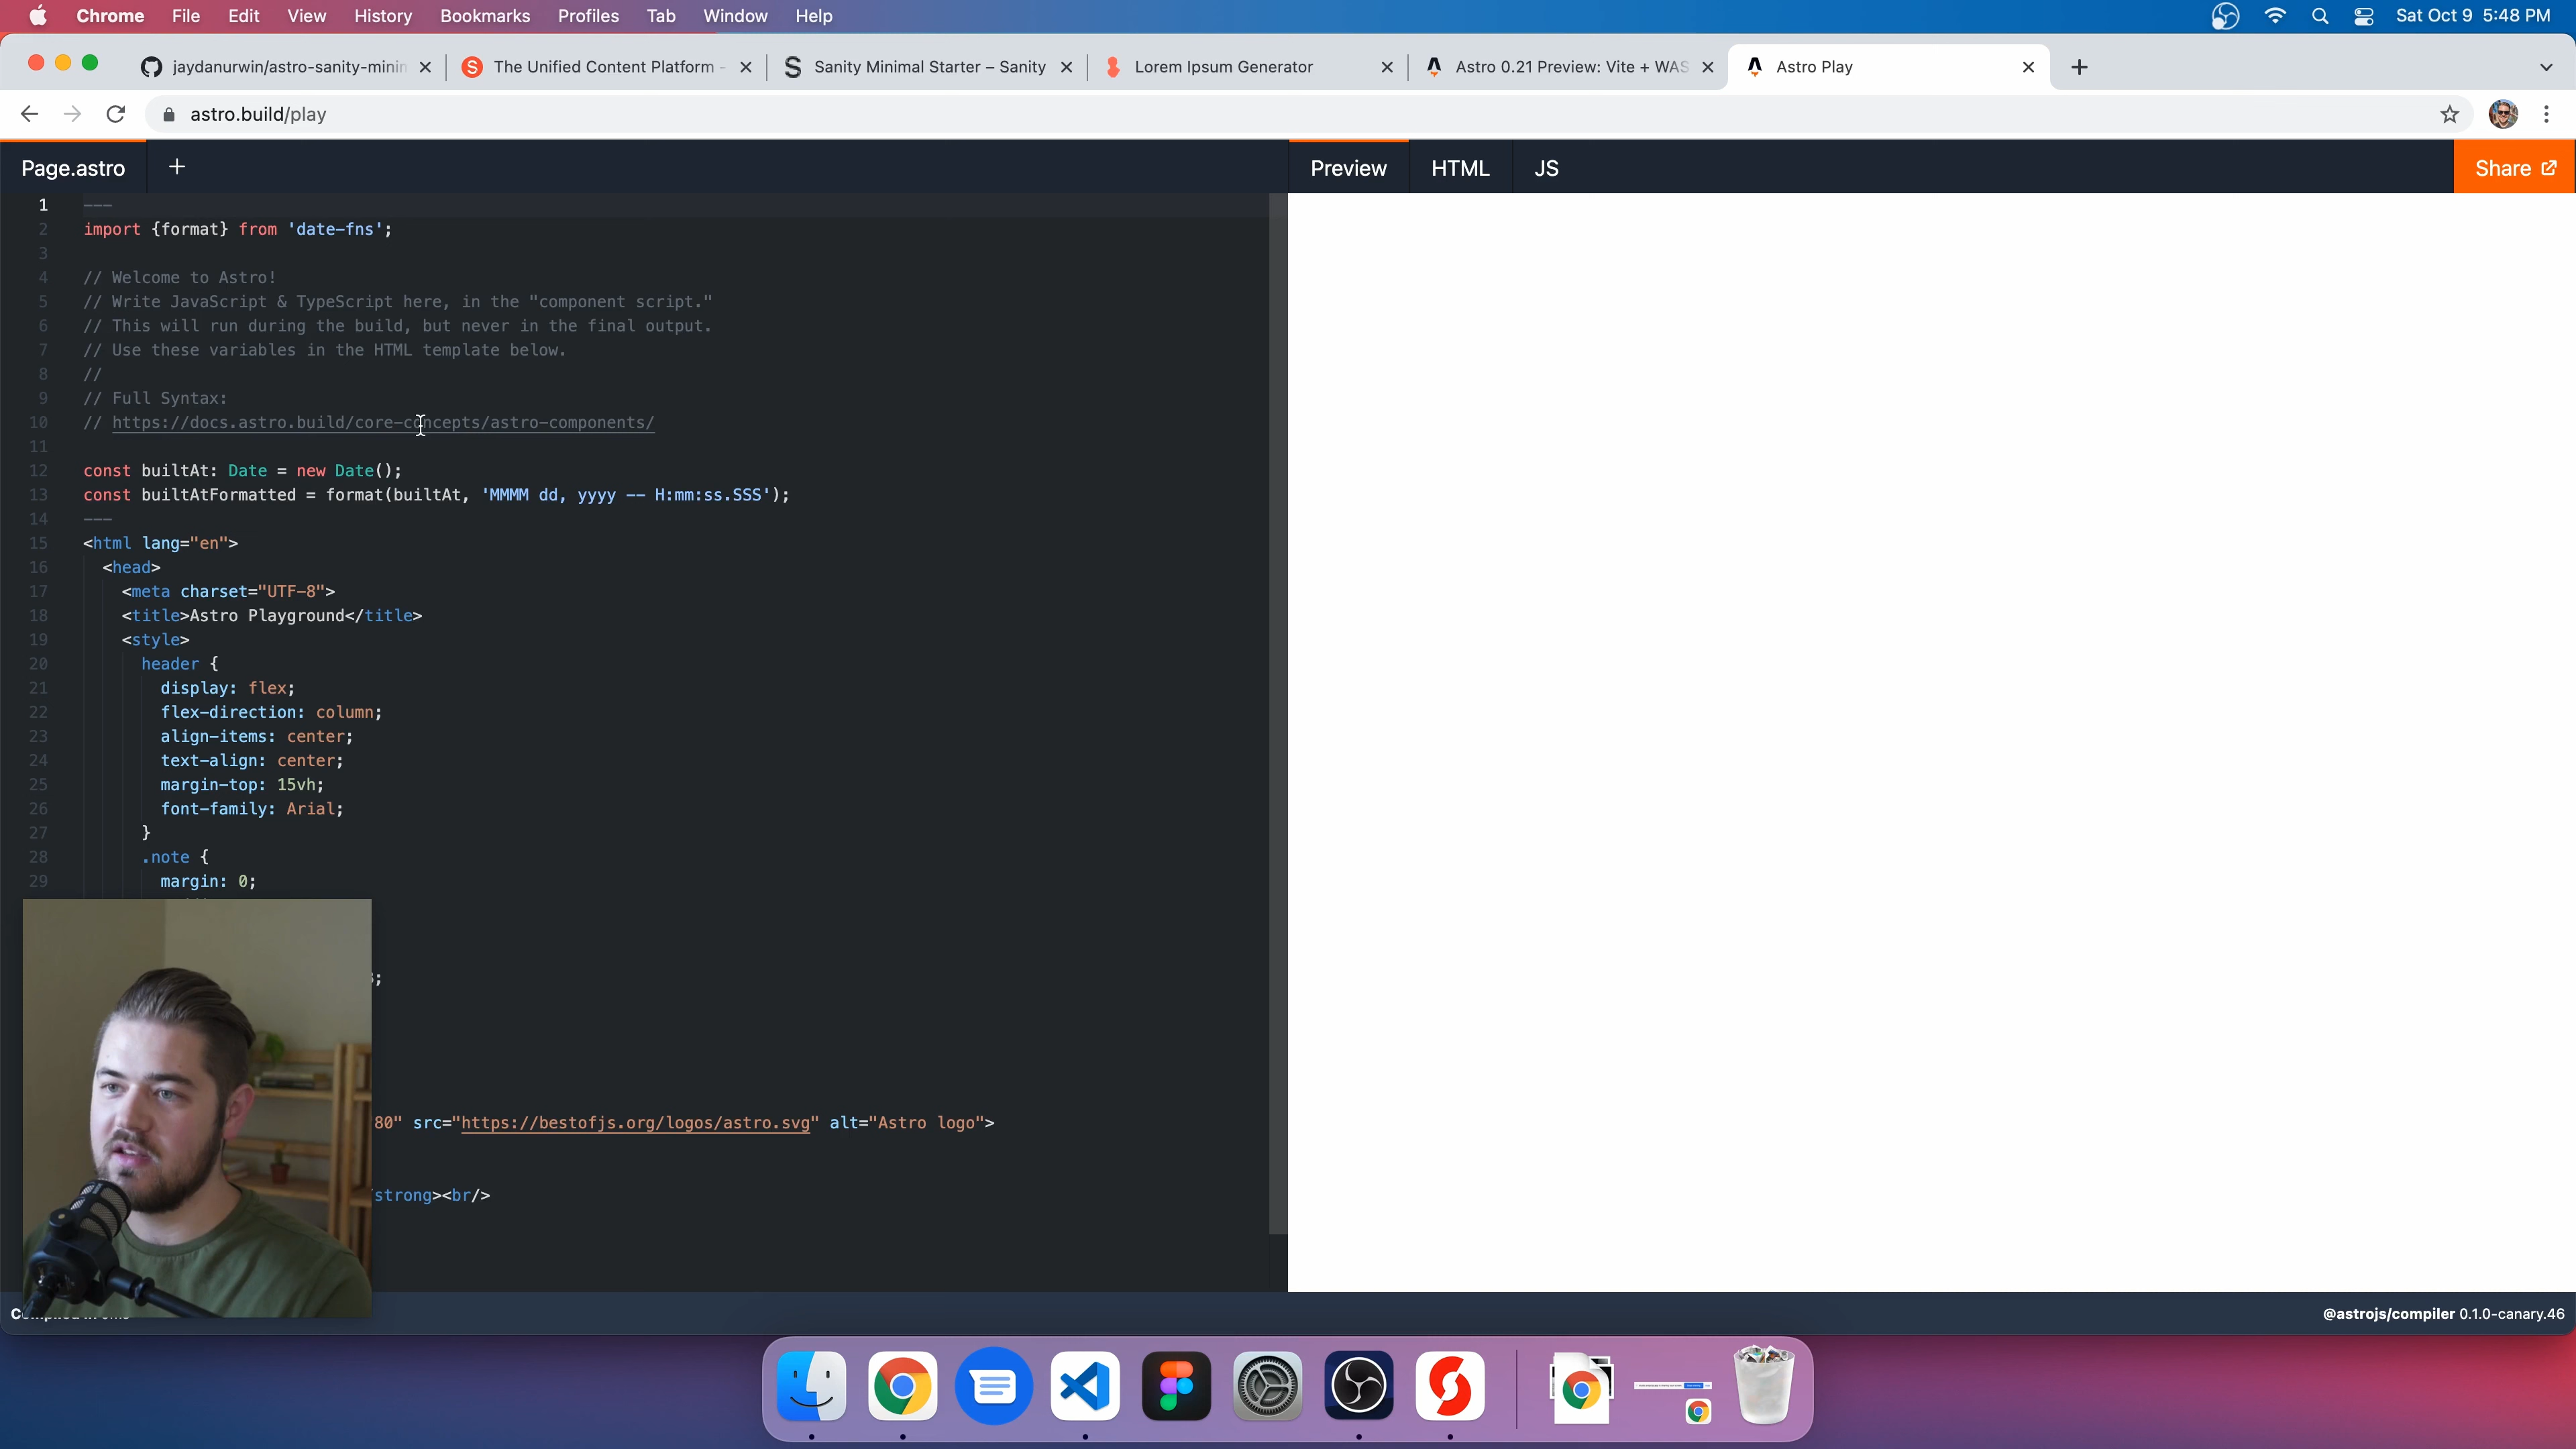 Chrome File Edit View History Bookmarks Profiles Tab Window Help Sat Oct 9 5:48 PM
jaydanurwin/astro-sanity-minin The Unified Content Platform - Sanity Minimal Starter – Sanity Lorem Ipsum Generator Astro 0.21 Preview: Vite + WAS Astro Play
astro.build/play
Page.astro + Preview HTML JS Share
1 ---
2 import {format} from 'date-fns';
3
4 // Welcome to Astro!
5 // Write JavaScript & TypeScript here, in the "component script."
6 // This will run during the build, but never in the final output.
7 // Use these variables in the HTML template below.
8 //
9 // Full Syntax:
10 // https://docs.astro.build/core-concepts/astro-components/
11
12 const builtAt: Date = new Date();
13 const builtAtFormatted = format(builtAt, 'MMMM dd, yyyy -- H:mm:ss.SSS');
14 ---
15 <html lang="en">
16 <head>
17 <meta charset="UTF-8">
18 <title>Astro Playground</title>
19 <style>
20 header {
21 display: flex;
22 flex-direction: column;
23 align-items: center;
24 text-align: center;
25 margin-top: 15vh;
26 font-family: Arial;
27 }
28 .note {
29 margin: 0;
;
80" src="https://bestofjs.org/logos/astro.svg" alt="Astro logo">
strong><br/>
@astrojs/compiler 0.1.0-canary.46